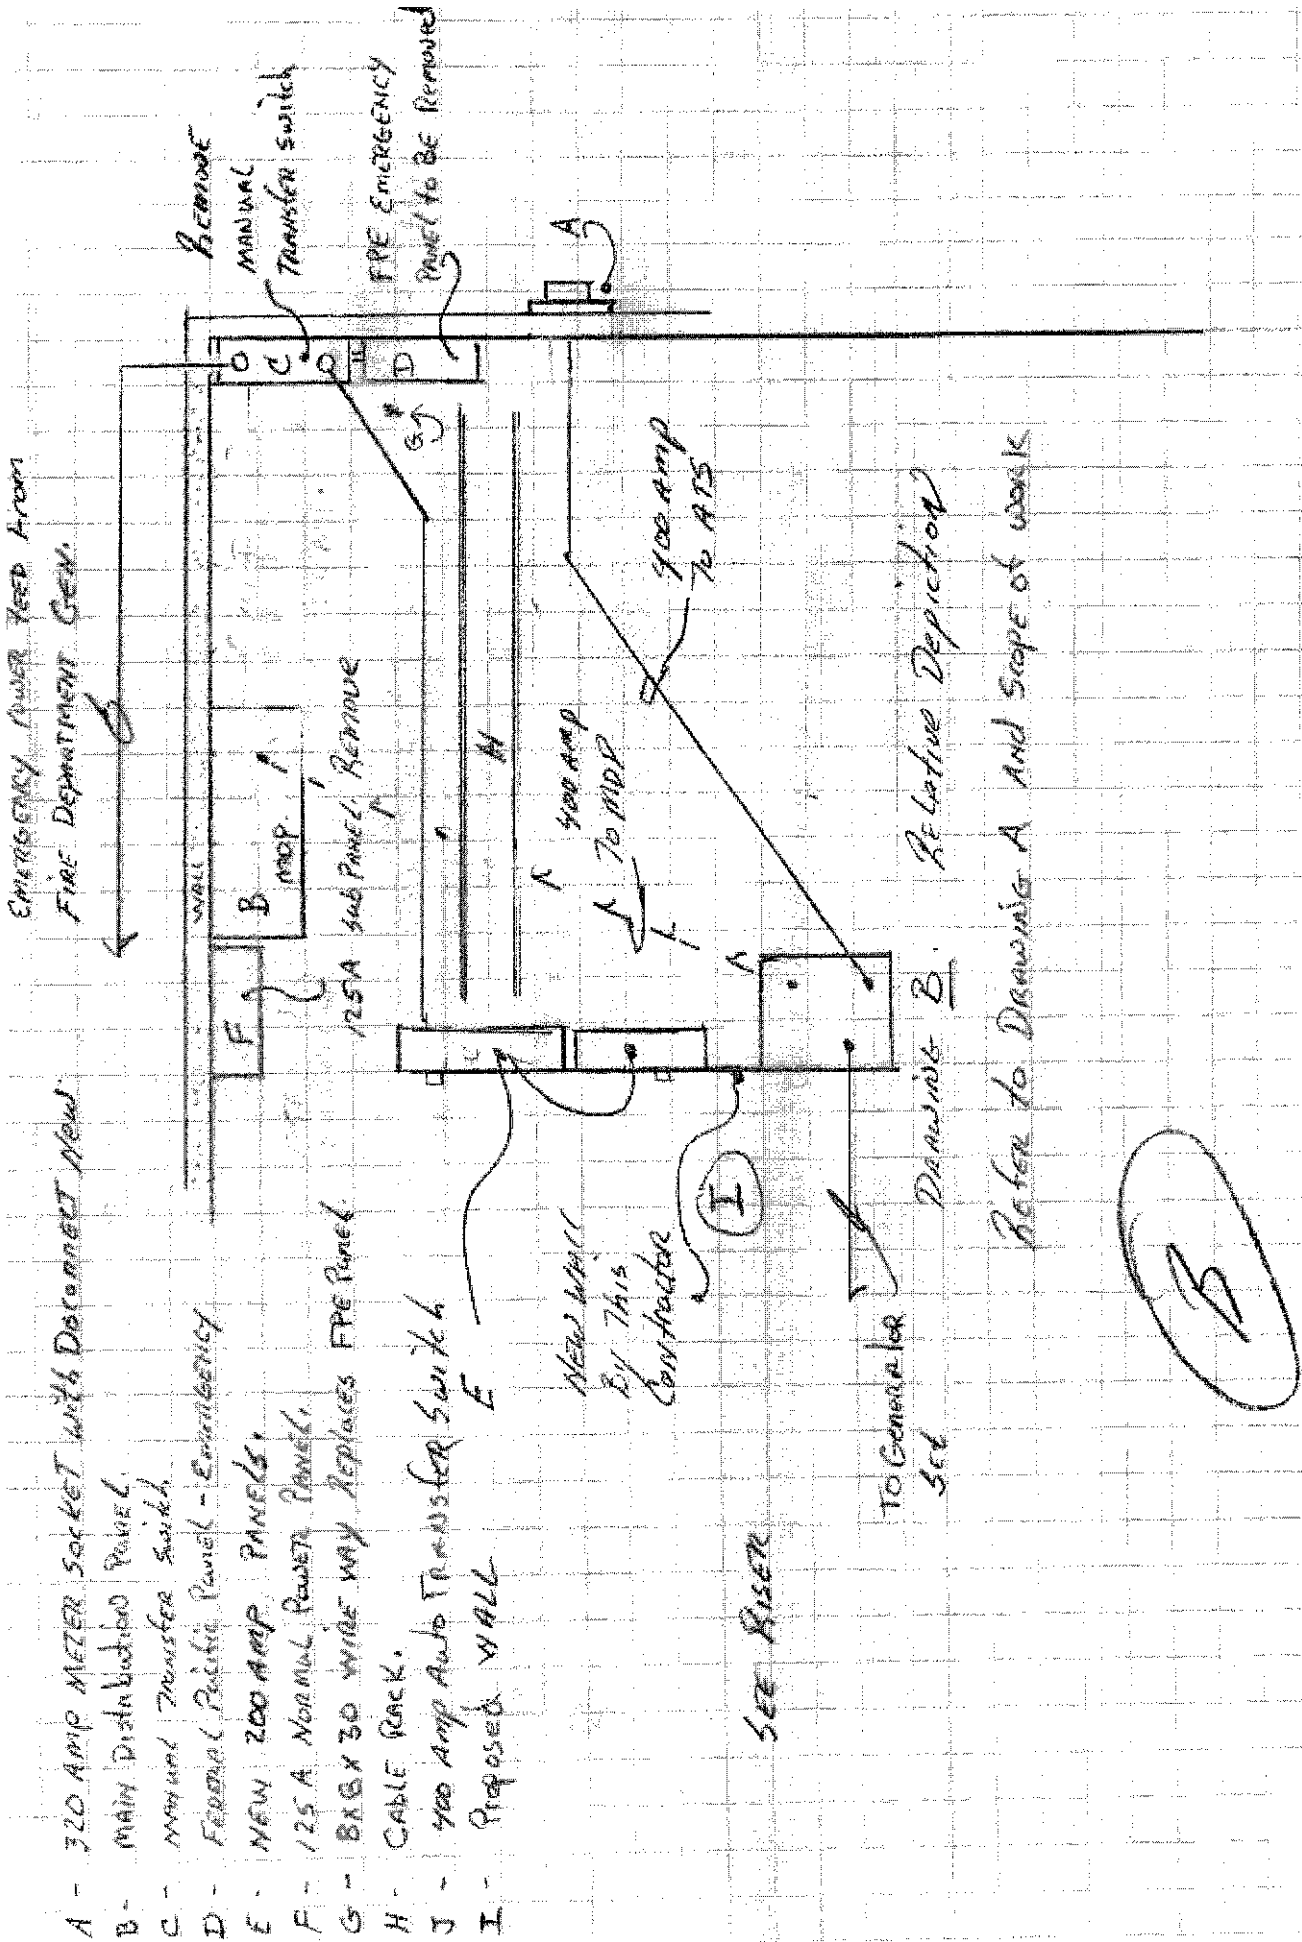 A - 320 AMP METER SOCKET with Disconnect New.
B - MAIN Distribution Panel.
C - Manual Transfer Switch
D - Federal Pacific Panel - Emergency
E - NEW 200 AMP PANELS.
F - 125 A NORMAL POWER PANEL.
G - 8x8x30 WIRE WAY Replaces FPE Panel
H - CABLE RACK.
J - 400 Amp Auto TRANSfER Switch
I - Proposed WALL
SEE RISER
EMERGENCY POWER FEED from
FIRE DEPARTMENT GEN.
WALL
F
B
MDP
125A Sub Panel. Remove
REMOVE
MANUAL
TRANSFER Switch
FPE EMERGENCY
PANEL to BE Removed
C
D
G
A
H
400 AMP
TO MDP
400 AMP
TO ATS
E
NEW WALL
By This
Contractor
I
TO Generator
Set
DRAWING B.
Relative Depiction
Refer to DRAWING A AND Scope of WORK
B